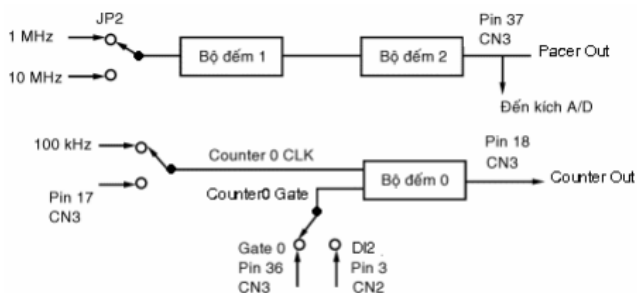 JP2
1 MHz
10 MHz
Bộ đếm 1
Bộ đếm 2
Pin 37
CN3
Pacer Out
Đến kích A/D
100 kHz
Pin 17
CN3
Counter 0 CLK
Counter0 Gate
Bộ đếm 0
Pin 18
CN3
Counter Out
Gate 0
Pin 36
CN3
DI2
Pin 3
CN2